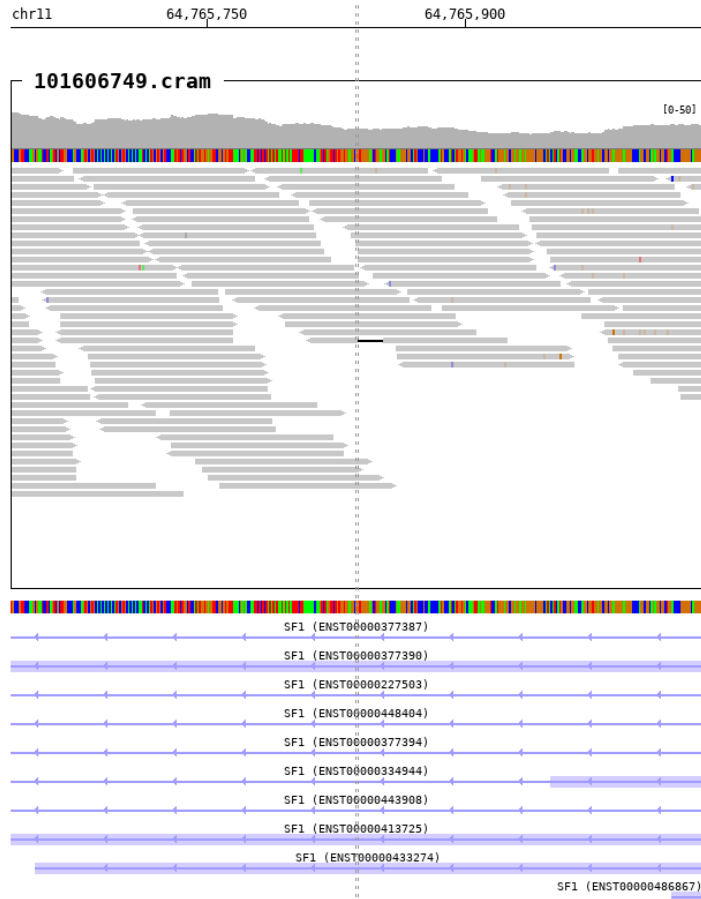 chr11 64,765,750 64,765,900
101606749.cram
[0-50]
SF1 (ENST00000377387)
SF1 (ENST00000377390)
SF1 (ENST00000227503)
SF1 (ENST00000448404)
SF1 (ENST00000377394)
SF1 (ENST00000334944)
SF1 (ENST00000443908)
SF1 (ENST00000413725)
SF1 (ENST00000433274)
SF1 (ENST00000486867)